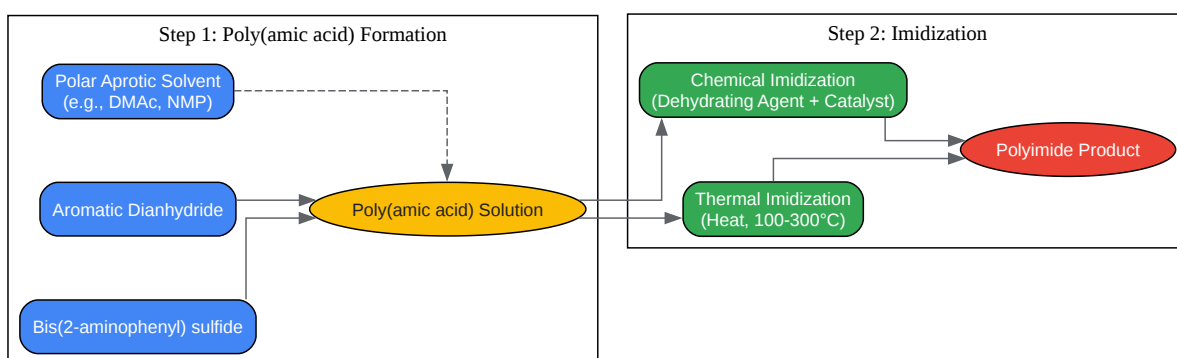 Step 1: Poly(amic acid) Formation
Polar Aprotic Solvent
(e.g., DMAc, NMP)
Aromatic Dianhydride
Poly(amic acid) Solution
Bis(2-aminophenyl) sulfide
Step 2: Imidization
Chemical Imidization
(Dehydrating Agent + Catalyst)
Polyimide Product
Thermal Imidization
(Heat, 100-300°C)